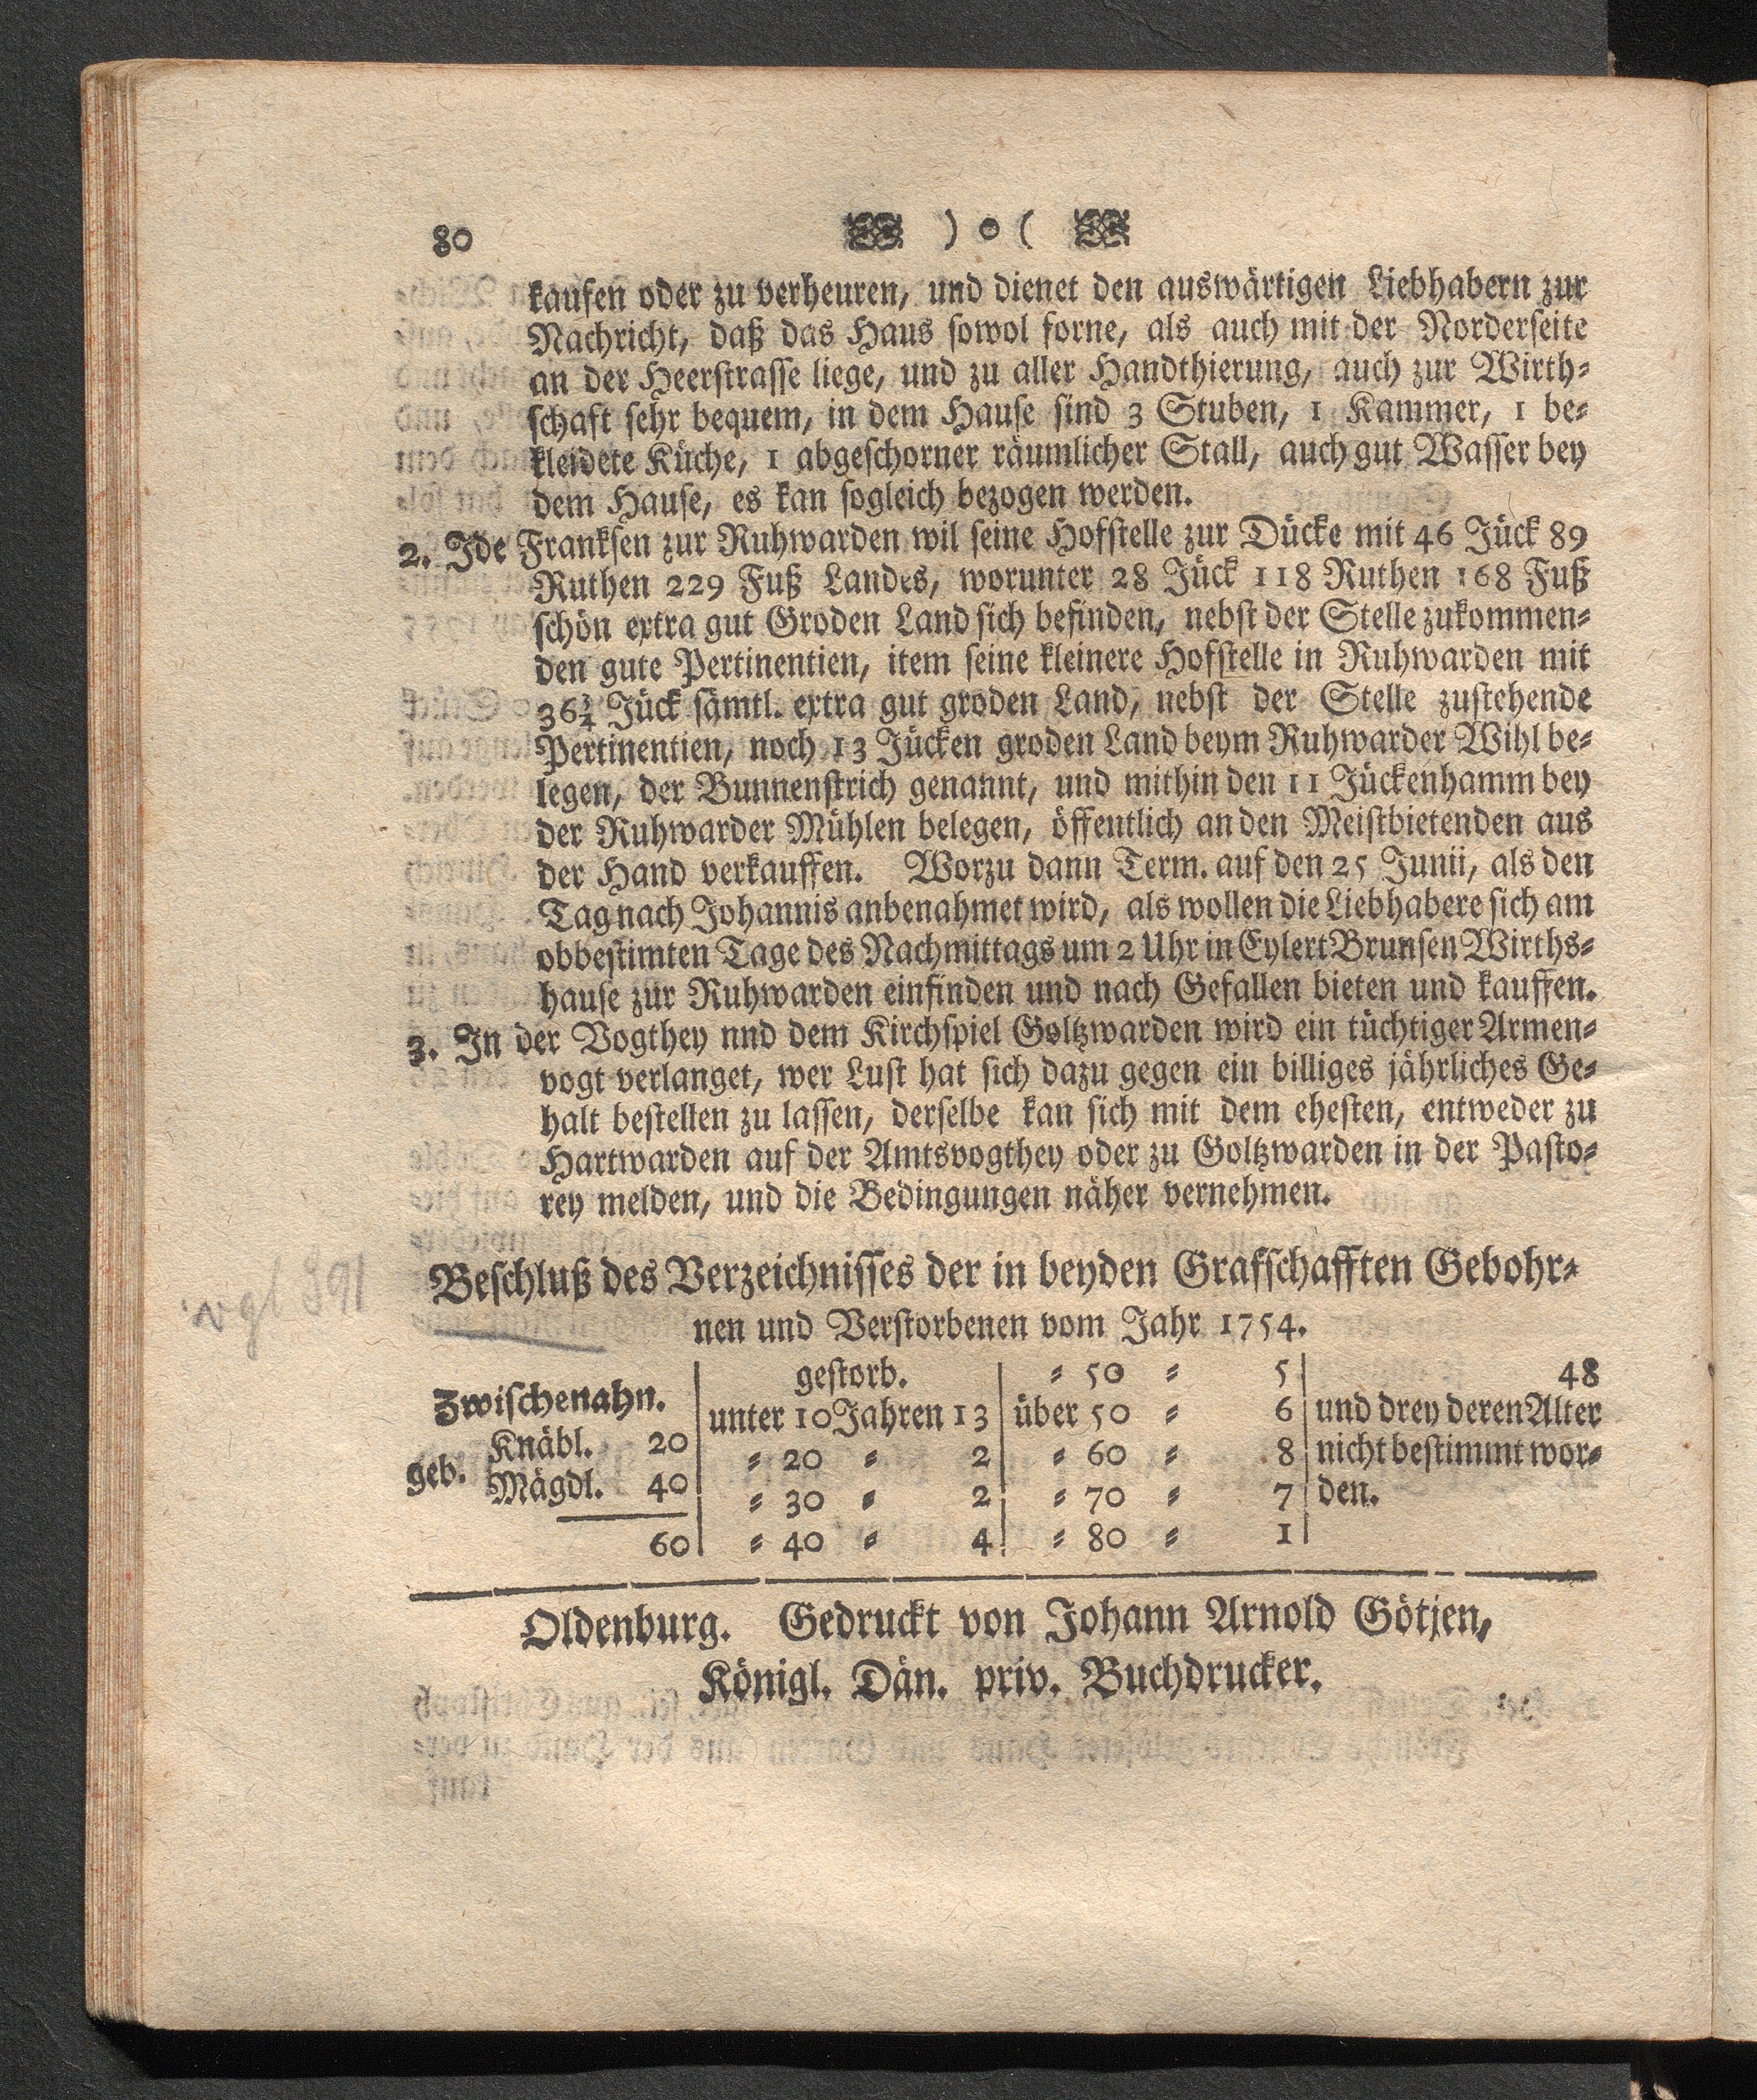 80 ) o (
kaufen oder zu verheuren, und dienet den auswärtigen Liebhabern zur
Nachricht, daß das Haus sowol forne, als auch mit der Norderseite
an der Heerstrasse liege, und zu aller Handthierung, auch zur Wirth⸗
schaft sehr bequem, in dem Hause sind 3 Stuben, 1 Kammer, 1 be⸗
kleidete Küche, 1 abgeschorner räumlicher Stall, auch gut Wasser bey
dem Hause, es kan sogleich bezogen werden.
2. Ide Franksen zur Ruhwarden wil seine Hofstelle zur Dücke mit 46 Jück 89
Ruthen 229 Fuß Landes, worunter 28 Jück 118 Ruthen 168 Fuß
schön extra gut Groden Land sich befinden, nebst der Stelle zukommen⸗
den gute Pertinentien, item seine kleinere Hofstelle in Ruhwarden mit
36¾ Jück sämtl. extra gut groden Land, nebst der Stelle zustehende
Pertinentien, noch 13 Jücken groden Land beym Ruhwarder Wihl be⸗
legen, der Bunnenstrich genannt, und mithin den 11 Jückenhamm bey
der Ruhwarder Mühlen belegen, öffentlich an den Meistbietenden aus
der Hand verkauffen. Worzu dann Term. auf den 25 Junii, als den
Tag nach Johannis anbenahmet wird, als wollen die Liebhabere sich am
obbestimten Tage des Nachmittags um 2 Uhr in Eylert Brunsen Wirths⸗
hause zur Ruhwarden einfinden und nach Gefallen bieten und kauffen.
3. In der Vogthey nnd dem Kirchspiel Goltzwarden wird ein tüchtiger Armen⸗
vogt verlanget, wer Lust hat sich dazu gegen ein billiges jährliches Ge⸗
halt bestellen zu lassen, derselbe kan sich mit dem ehesten, entweder zu
Hartwarden auf der Amtsvogthey oder zu Goltzwarden in der Pasto⸗
rey melden, und die Bedingungen näher vernehmen.
Beschluß des Verzeichnisses der in beyden Grafschafften Gebohr⸗
nen und Verstorbenen vom Jahr 1754.
Zwischenahn.
geb. Knäbl. 20
Mägdl. 40
60
gestorb.
unter 10 Jahren 13
⸗ 20 ⸗ 2
⸗ 30 ⸗ 2
⸗ 40 ⸗ 4
⸗ 50 ⸗ 5
über 50 ⸗ 6
⸗ 60 ⸗ 8
⸗ 70 ⸗ 7
⸗ 80 ⸗ 1
48
und drey deren Alter
nicht bestimmt wor⸗
den.
Oldenburg. Gedruckt von Johann Arnold Götjen,
Königl. Dän. priv. Buchdrucker.